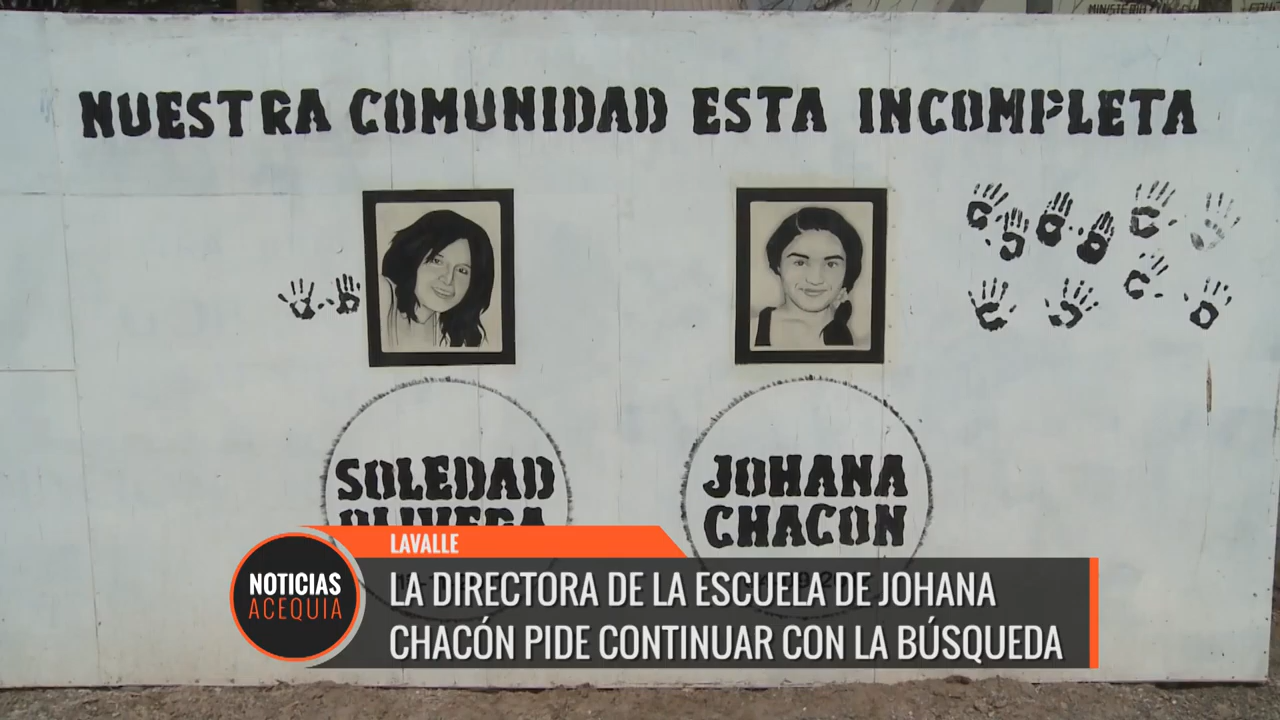 NUESTRA COMUNIDAD ESTA INCOMPLETA
SOLEDAD
OLIVERA
JOHANA
CHACON
LAVALLE
NOTICIAS
ACEQUIA
LA DIRECTORA DE LA ESCUELA DE JOHANA
CHACÓN PIDE CONTINUAR CON LA BÚSQUEDA